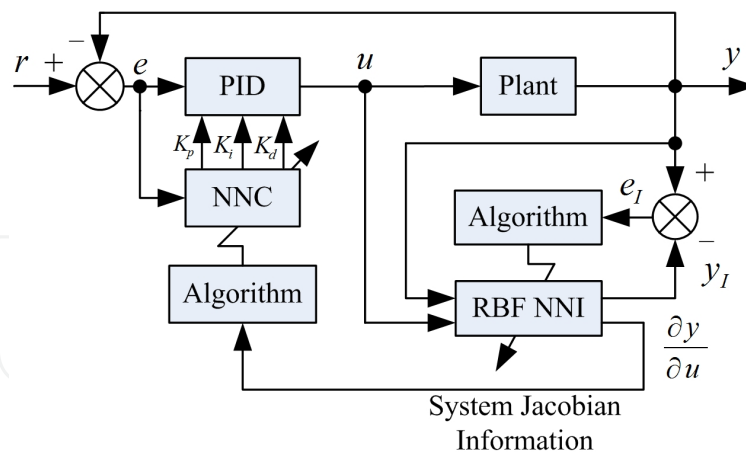 −
r + e u y
PID Plant
K_p K_i K_d
+
NNC Algorithm e_I
−
y_I
Algorithm RBF NNI
∂y
∂u
System Jacobian
Information